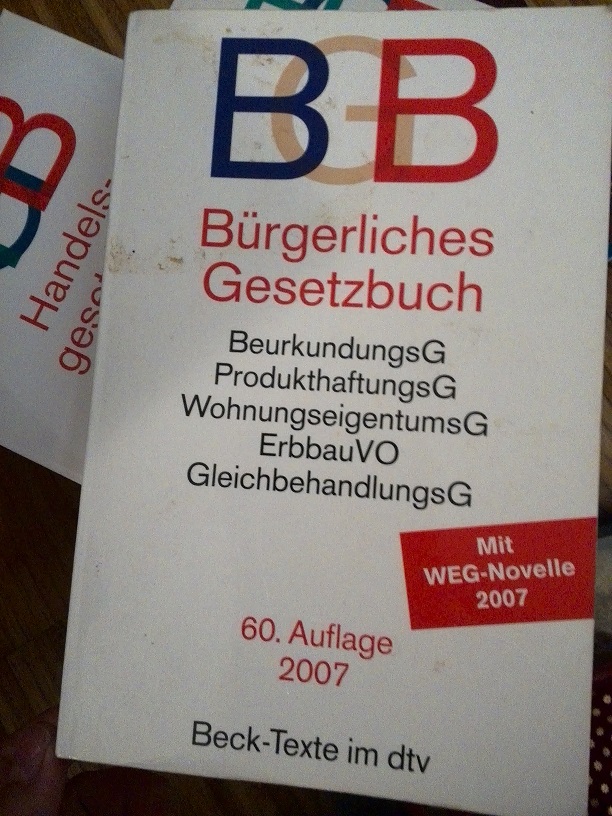 BGB
Bürgerliches
Gesetzbuch
BeurkundungsG
ProdukthaftungsG
WohnungseigentumsG
ErbbauVO
GleichbehandlungsG
Mit
WEG-Novelle
2007
60. Auflage
2007
Beck-Texte im dtv
Handels-
geset